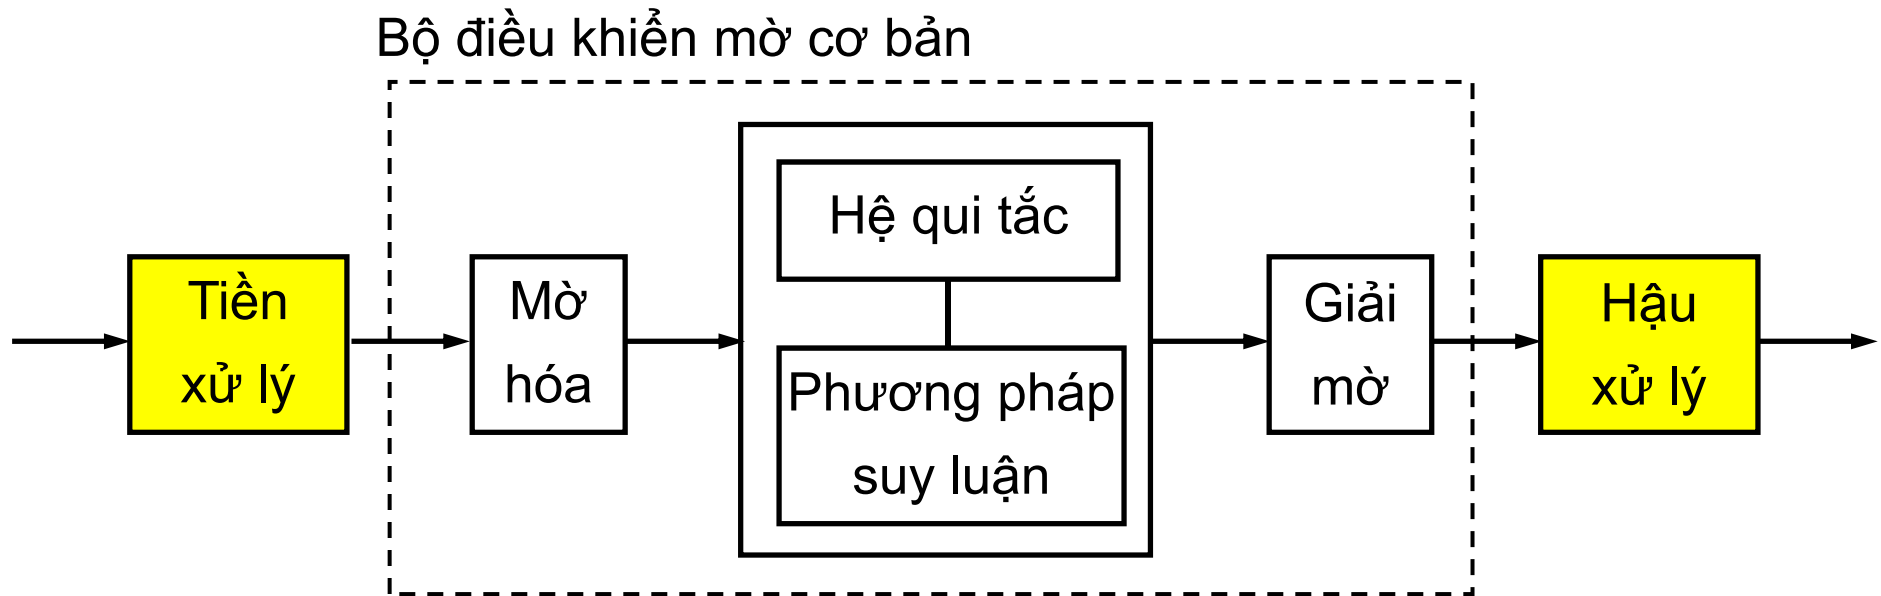 Bộ điều khiển mờ cơ bản
Tiền
xử lý
Mờ
hóa
Hệ qui tắc
Phương pháp
suy luận
Giải
mờ
Hậu
xử lý